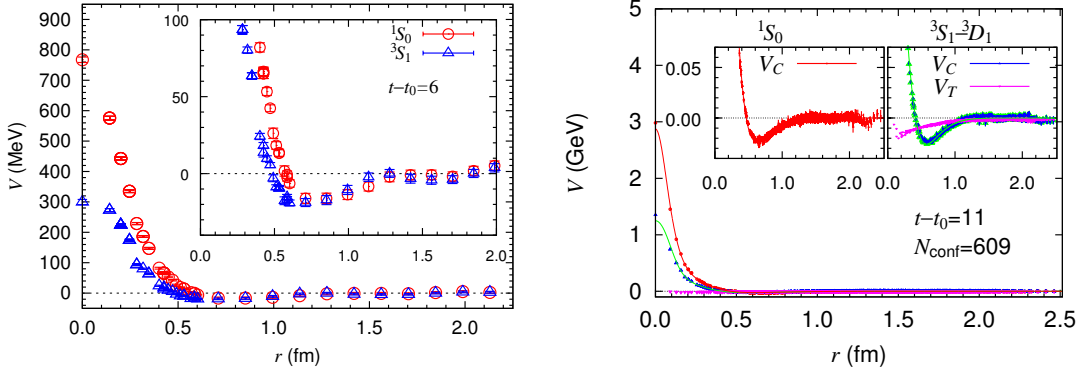 V (MeV)
900
800
700
600
500
400
300
200
100
0
0.0 0.5 1.0 1.5 2.0
r (fm)
100
50
0
0.0 0.5 1.0 1.5 2.0
¹S₀
³S₁
t−t₀=6
V (GeV)
5
4
3
2
1
0
0.0 0.5 1.0 1.5 2.0 2.5
r (fm)
¹S₀
³S₁−³D₁
0.05
0.00
V_C
V_C
V_T
0.0 1.0 2.0 0.0 1.0 2.0
t−t₀=11
N_conf=609